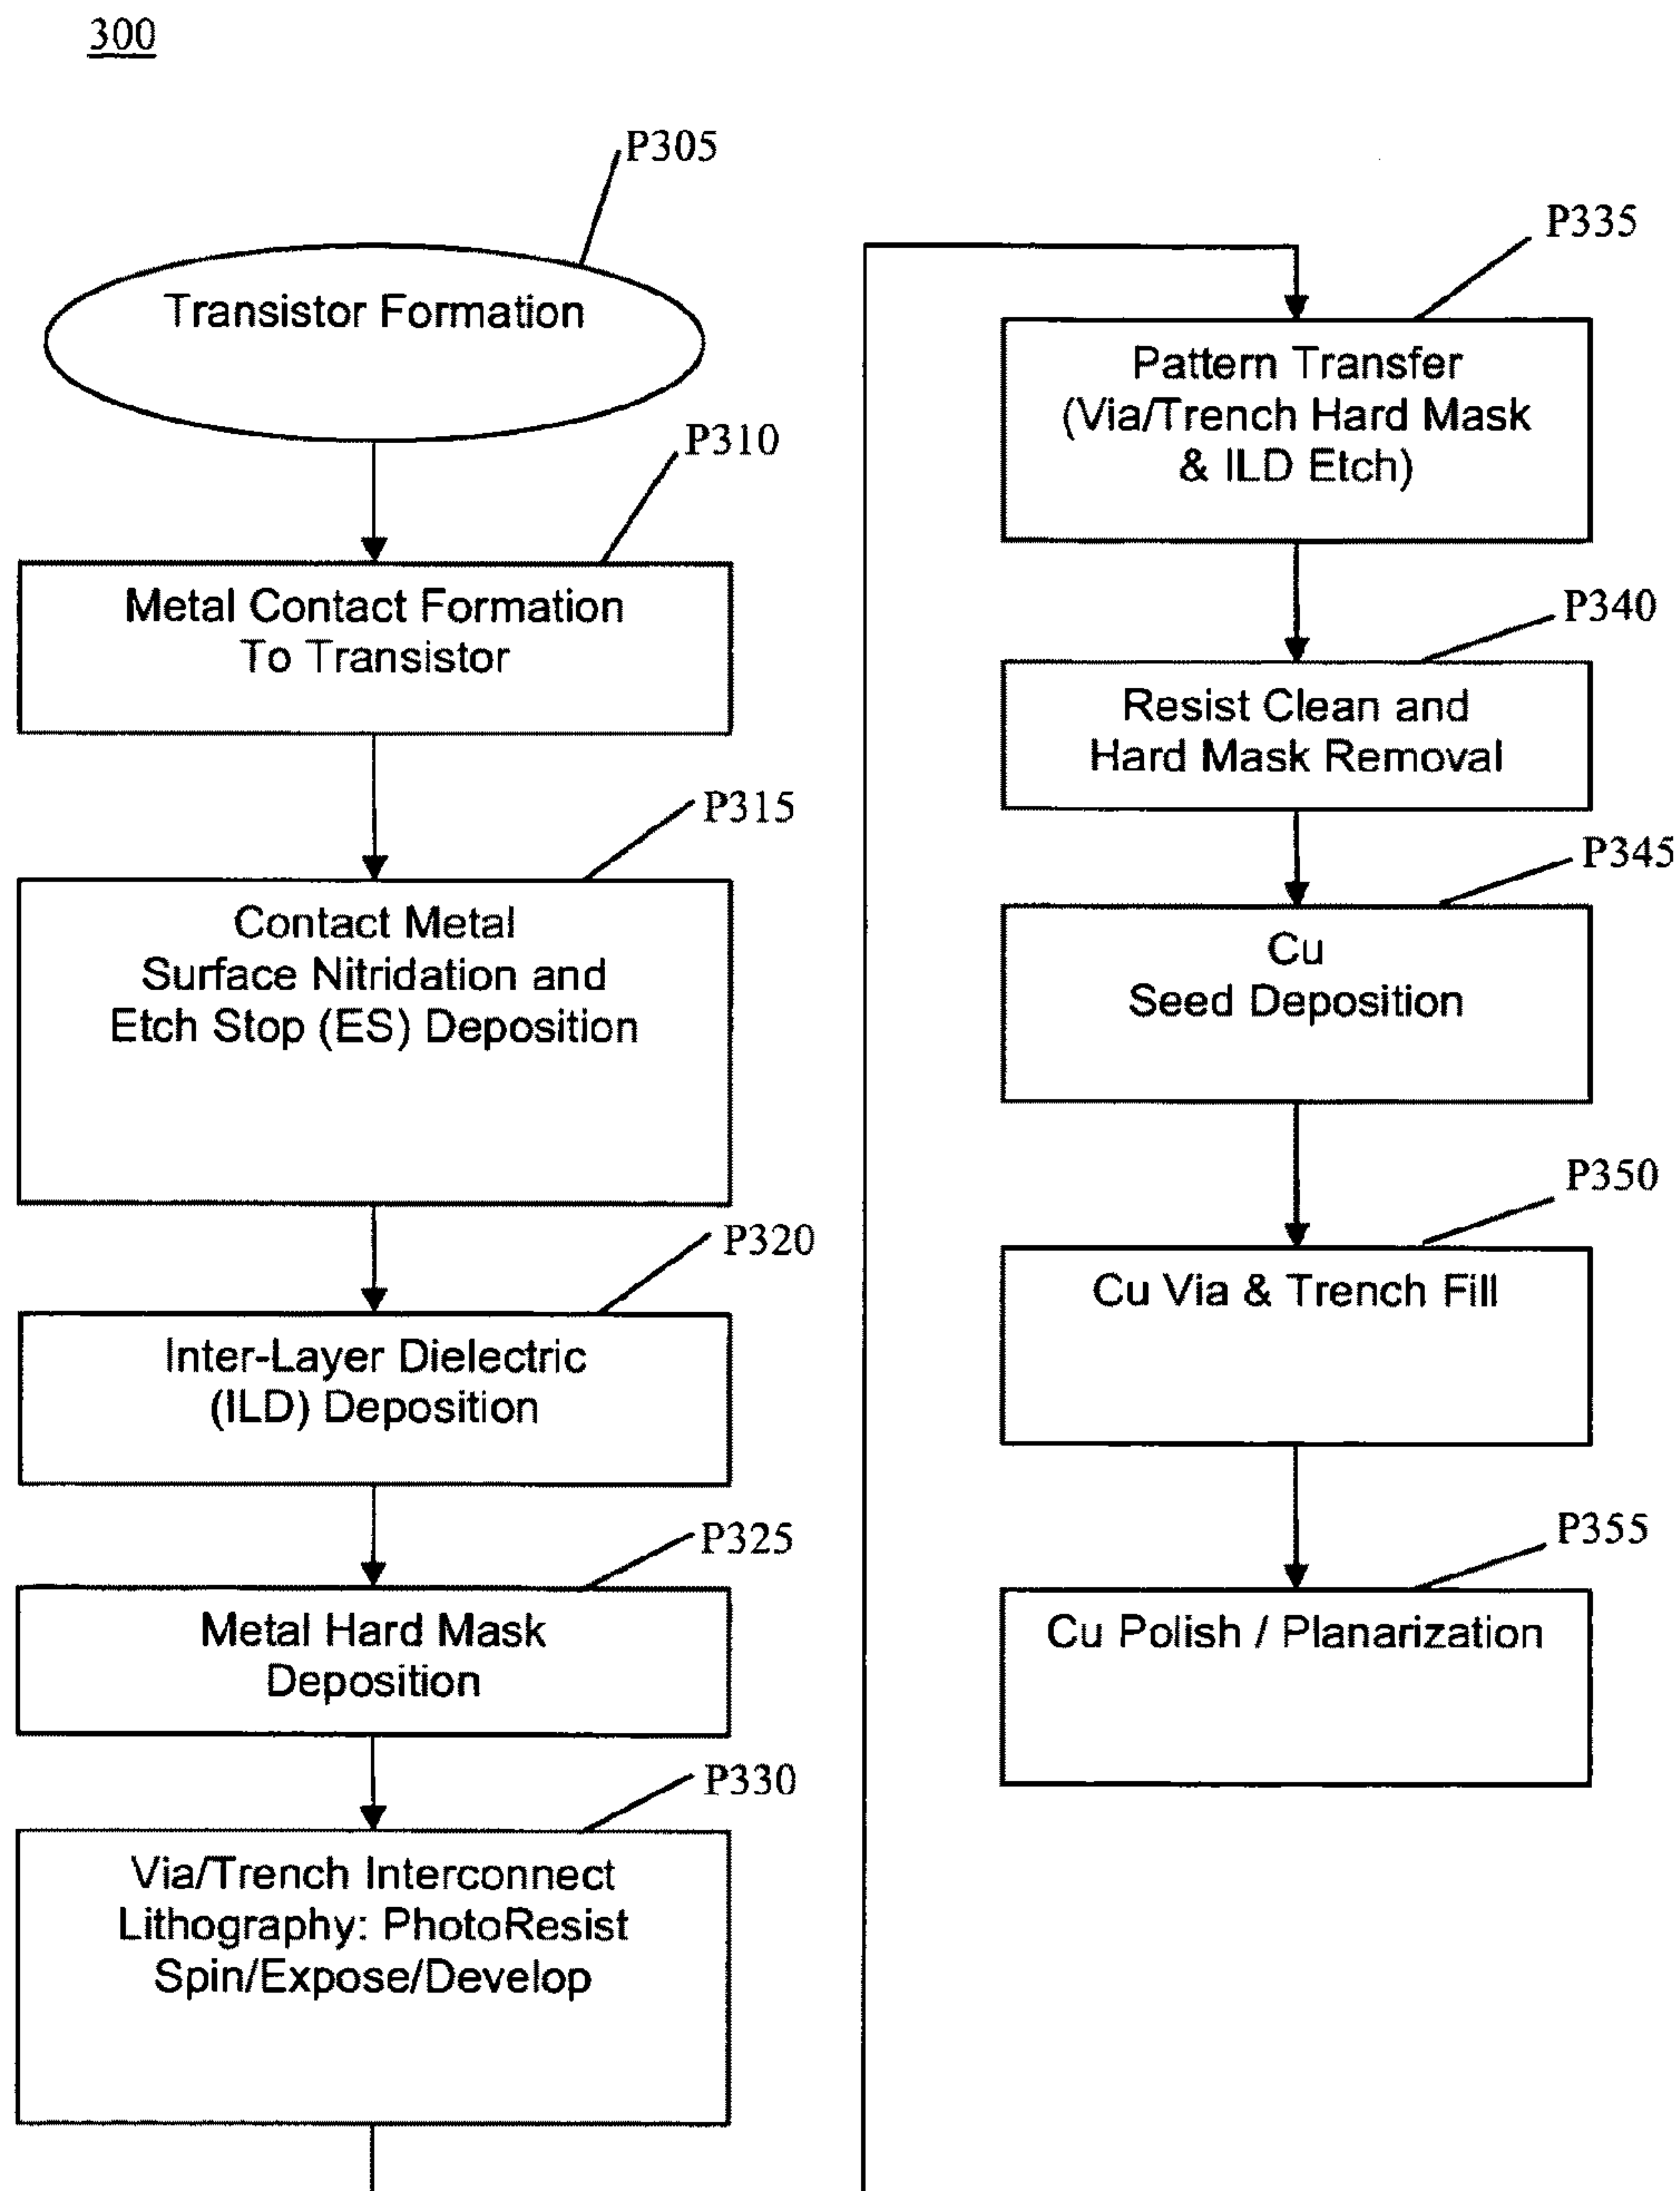 300
P305
Transistor Formation
P310
Metal Contact Formation
To Transistor
P315
Contact Metal
Surface Nitridation and
Etch Stop (ES) Deposition
P320
Inter-Layer Dielectric
(ILD) Deposition
P325
Metal Hard Mask
Deposition
P330
Via/Trench Interconnect
Lithography: PhotoResist
Spin/Expose/Develop
P335
Pattern Transfer
(Via/Trench Hard Mask
& ILD Etch)
P340
Resist Clean and
Hard Mask Removal
P345
Cu
Seed Deposition
P350
Cu Via & Trench Fill
P355
Cu Polish / Planarization